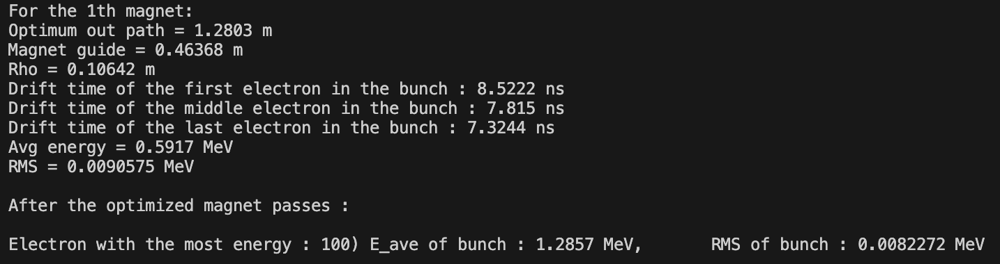 For the 1th magnet:
Optimum out path = 1.2803 m
Magnet guide = 0.46368 m
Rho = 0.10642 m
Drift time of the first electron in the bunch : 8.5222 ns
Drift time of the middle electron in the bunch : 7.815 ns
Drift time of the last electron in the bunch : 7.3244 ns
Avg energy = 0.5917 MeV
RMS = 0.0090575 MeV
After the optimized magnet passes :
Electron with the most energy : 100) E_ave of bunch : 1.2857 MeV,      RMS of bunch : 0.0082272 MeV